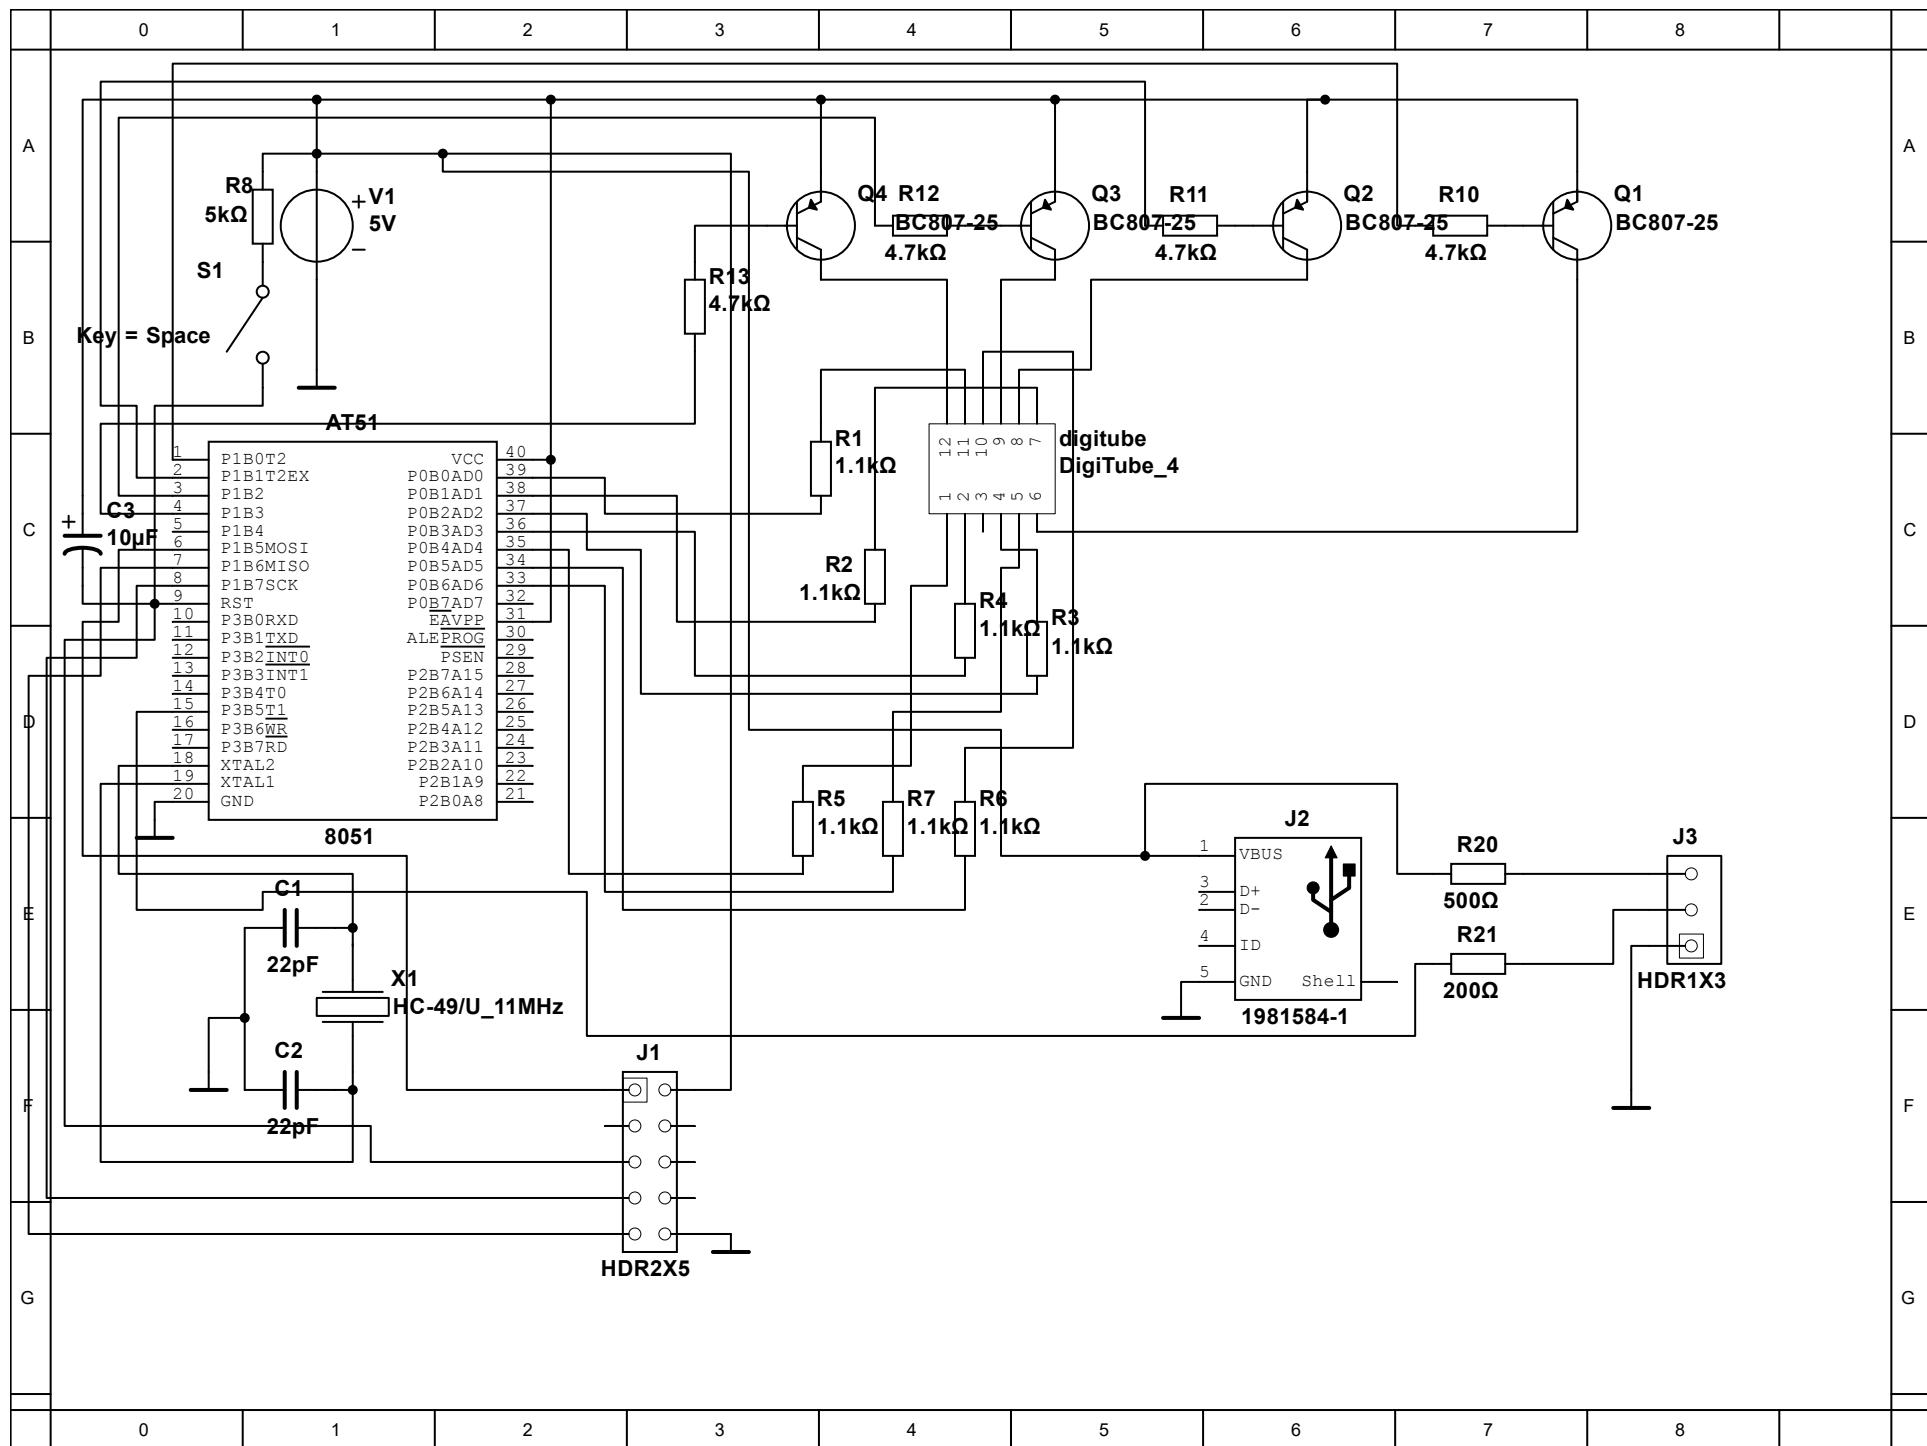 0 1 2 3 4 5 6 7 8
A A
B B
C C
D D
E E
F F
G G
R8
5kΩ
V1
5V
+
–
S1
Key = Space
Q4
BC807-25
R12
4.7kΩ
Q3
BC807-25
R11
4.7kΩ
Q2
BC807-25
R10
4.7kΩ
Q1
BC807-25
R13
4.7kΩ
AT51
1 P1B0T2
2 P1B1T2EX
3 P1B2
4 P1B3
5 P1B4
6 P1B5MOSI
7 P1B6MISO
8 P1B7SCK
9 RST
10 P3B0RXD
11 P3B1TXD
12 P3B2INT0
13 P3B3INT1
14 P3B4T0
15 P3B5T1
16 P3B6WR
17 P3B7RD
18 XTAL2
19 XTAL1
20 GND
VCC 40
P0B0AD0 39
P0B1AD1 38
P0B2AD2 37
P0B3AD3 36
P0B4AD4 35
P0B5AD5 34
P0B6AD6 33
P0B7AD7 32
EAVPP 31
ALEPROG 30
PSEN 29
P2B7A15 28
P2B6A14 27
P2B5A13 26
P2B4A12 25
P2B3A11 24
P2B2A10 23
P2B1A9 22
P2B0A8 21
8051
+
C3
10µF
R1
1.1kΩ
12 11 10 9 8 7
1 2 3 4 5 6
digitube
DigiTube_4
R2
1.1kΩ
R4
1.1kΩ
R3
1.1kΩ
R5
1.1kΩ
R7
1.1kΩ
R6
1.1kΩ
J2
1 VBUS
3 D+
2 D-
4 ID
5 GND Shell
1981584-1
R20
500Ω
R21
200Ω
J3
HDR1X3
C1
22pF
X1
HC-49/U_11MHz
C2
22pF
J1
HDR2X5
0 1 2 3 4 5 6 7 8